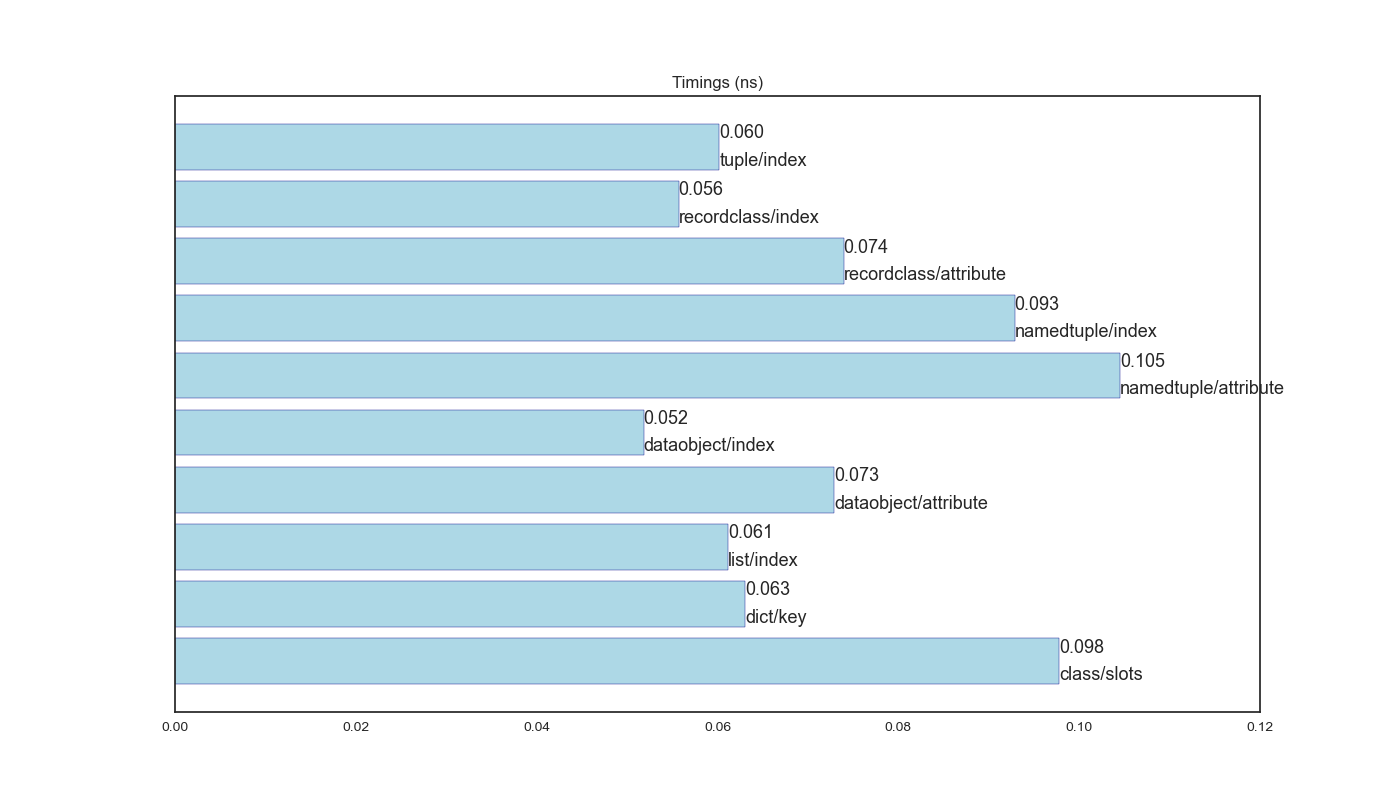 Timings (ns)
0.060
tuple/index
0.056
recordclass/index
0.074
recordclass/attribute
0.093
namedtuple/index
0.105
namedtuple/attribute
0.052
dataobject/index
0.073
dataobject/attribute
0.061
list/index
0.063
dict/key
0.098
class/slots
0.00 0.02 0.04 0.06 0.08 0.10 0.12